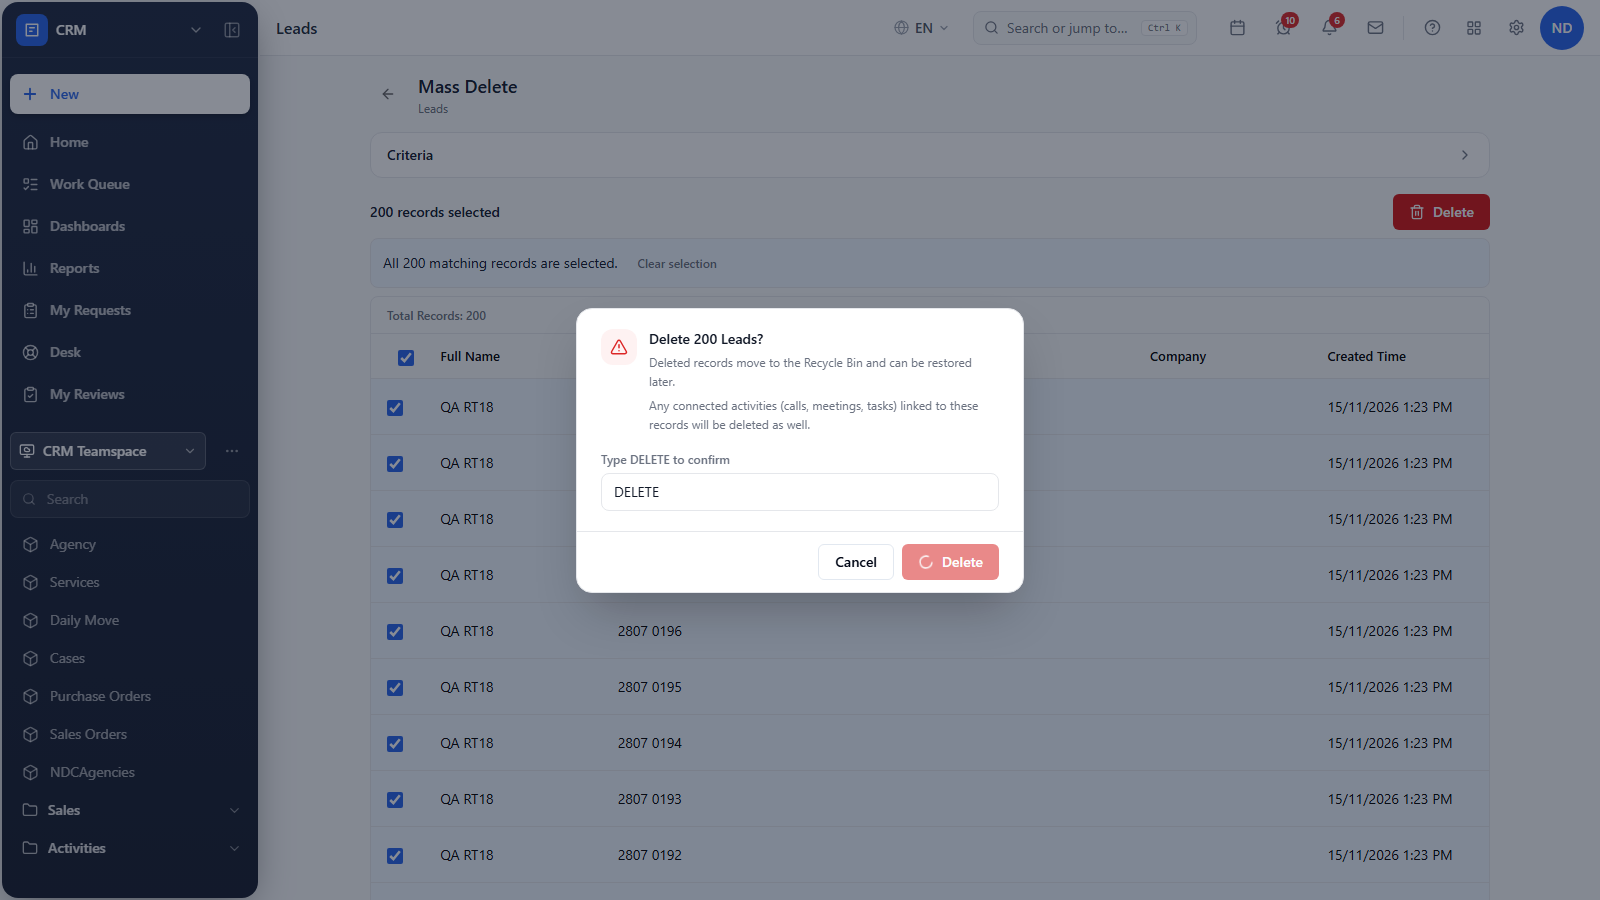 CRM
Leads
EN
Search or jump to...
Ctrl K
10
6
ND
New
Home
Work Queue
Dashboards
Reports
My Requests
Desk
My Reviews
CRM Teamspace
Search
Agency
Services
Daily Move
Cases
Purchase Orders
Sales Orders
NDCAgencies
Sales
Activities
Mass Delete
Leads
Criteria
200 records selected
Delete
All 200 matching records are selected.
Clear selection
Total Records: 200
Full Name
Company
Created Time
QA RT18
15/11/2026 1:23 PM
QA RT18
15/11/2026 1:23 PM
QA RT18
15/11/2026 1:23 PM
QA RT18
15/11/2026 1:23 PM
QA RT18
2807 0196
15/11/2026 1:23 PM
QA RT18
2807 0195
15/11/2026 1:23 PM
QA RT18
2807 0194
15/11/2026 1:23 PM
QA RT18
2807 0193
15/11/2026 1:23 PM
QA RT18
2807 0192
15/11/2026 1:23 PM
Delete 200 Leads?
Deleted records move to the Recycle Bin and can be restored
later.
Any connected activities (calls, meetings, tasks) linked to these
records will be deleted as well.
Type DELETE to confirm
DELETE
Cancel
Delete